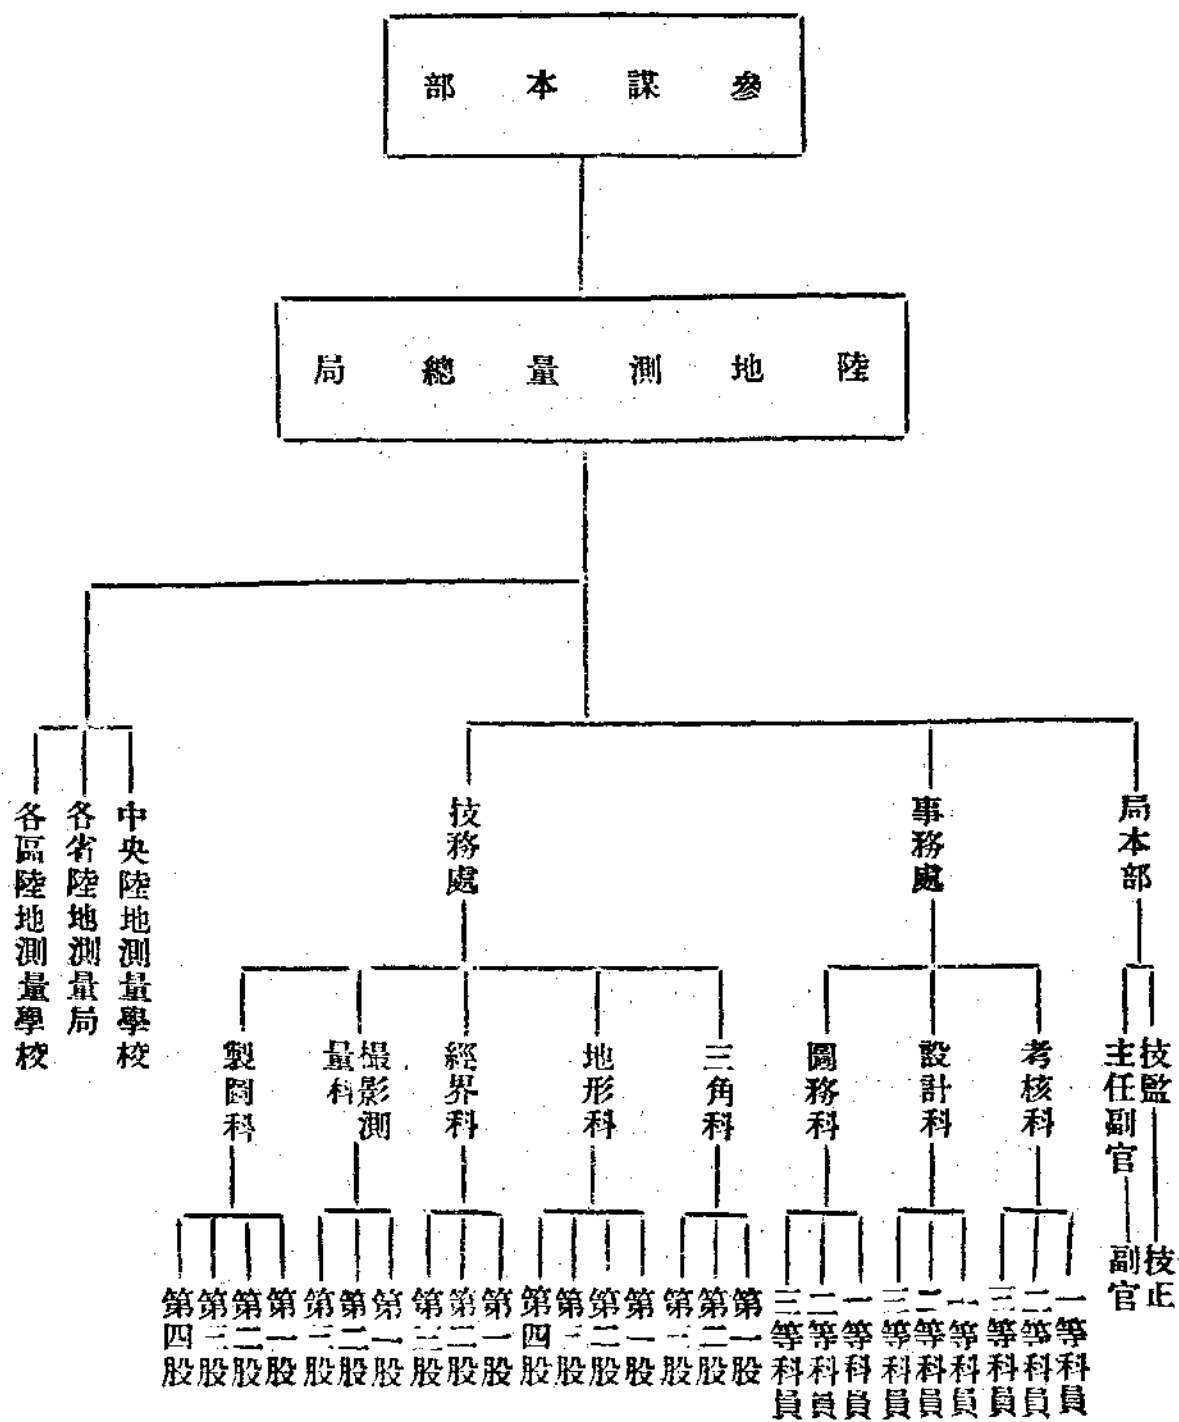 參謀本部
陸地測量總局
局本部
事務處
技務處
中央陸地測量學校
各省陸地測量局
各區陸地測量學校
技監
主任副官
考核科
設計科
圖務科
三角科
地形科
經界科
撮影測
量科
製圖科
技正
副官
一等科員
二等科員
三等科員
一等科員
二等科員
三等科員
一等科員
二等科員
三等科員
第一股
第二股
第三股
第一股
第二股
第三股
第四股
第一股
第二股
第三股
第一股
第二股
第三股
第一股
第二股
第三股
第四股